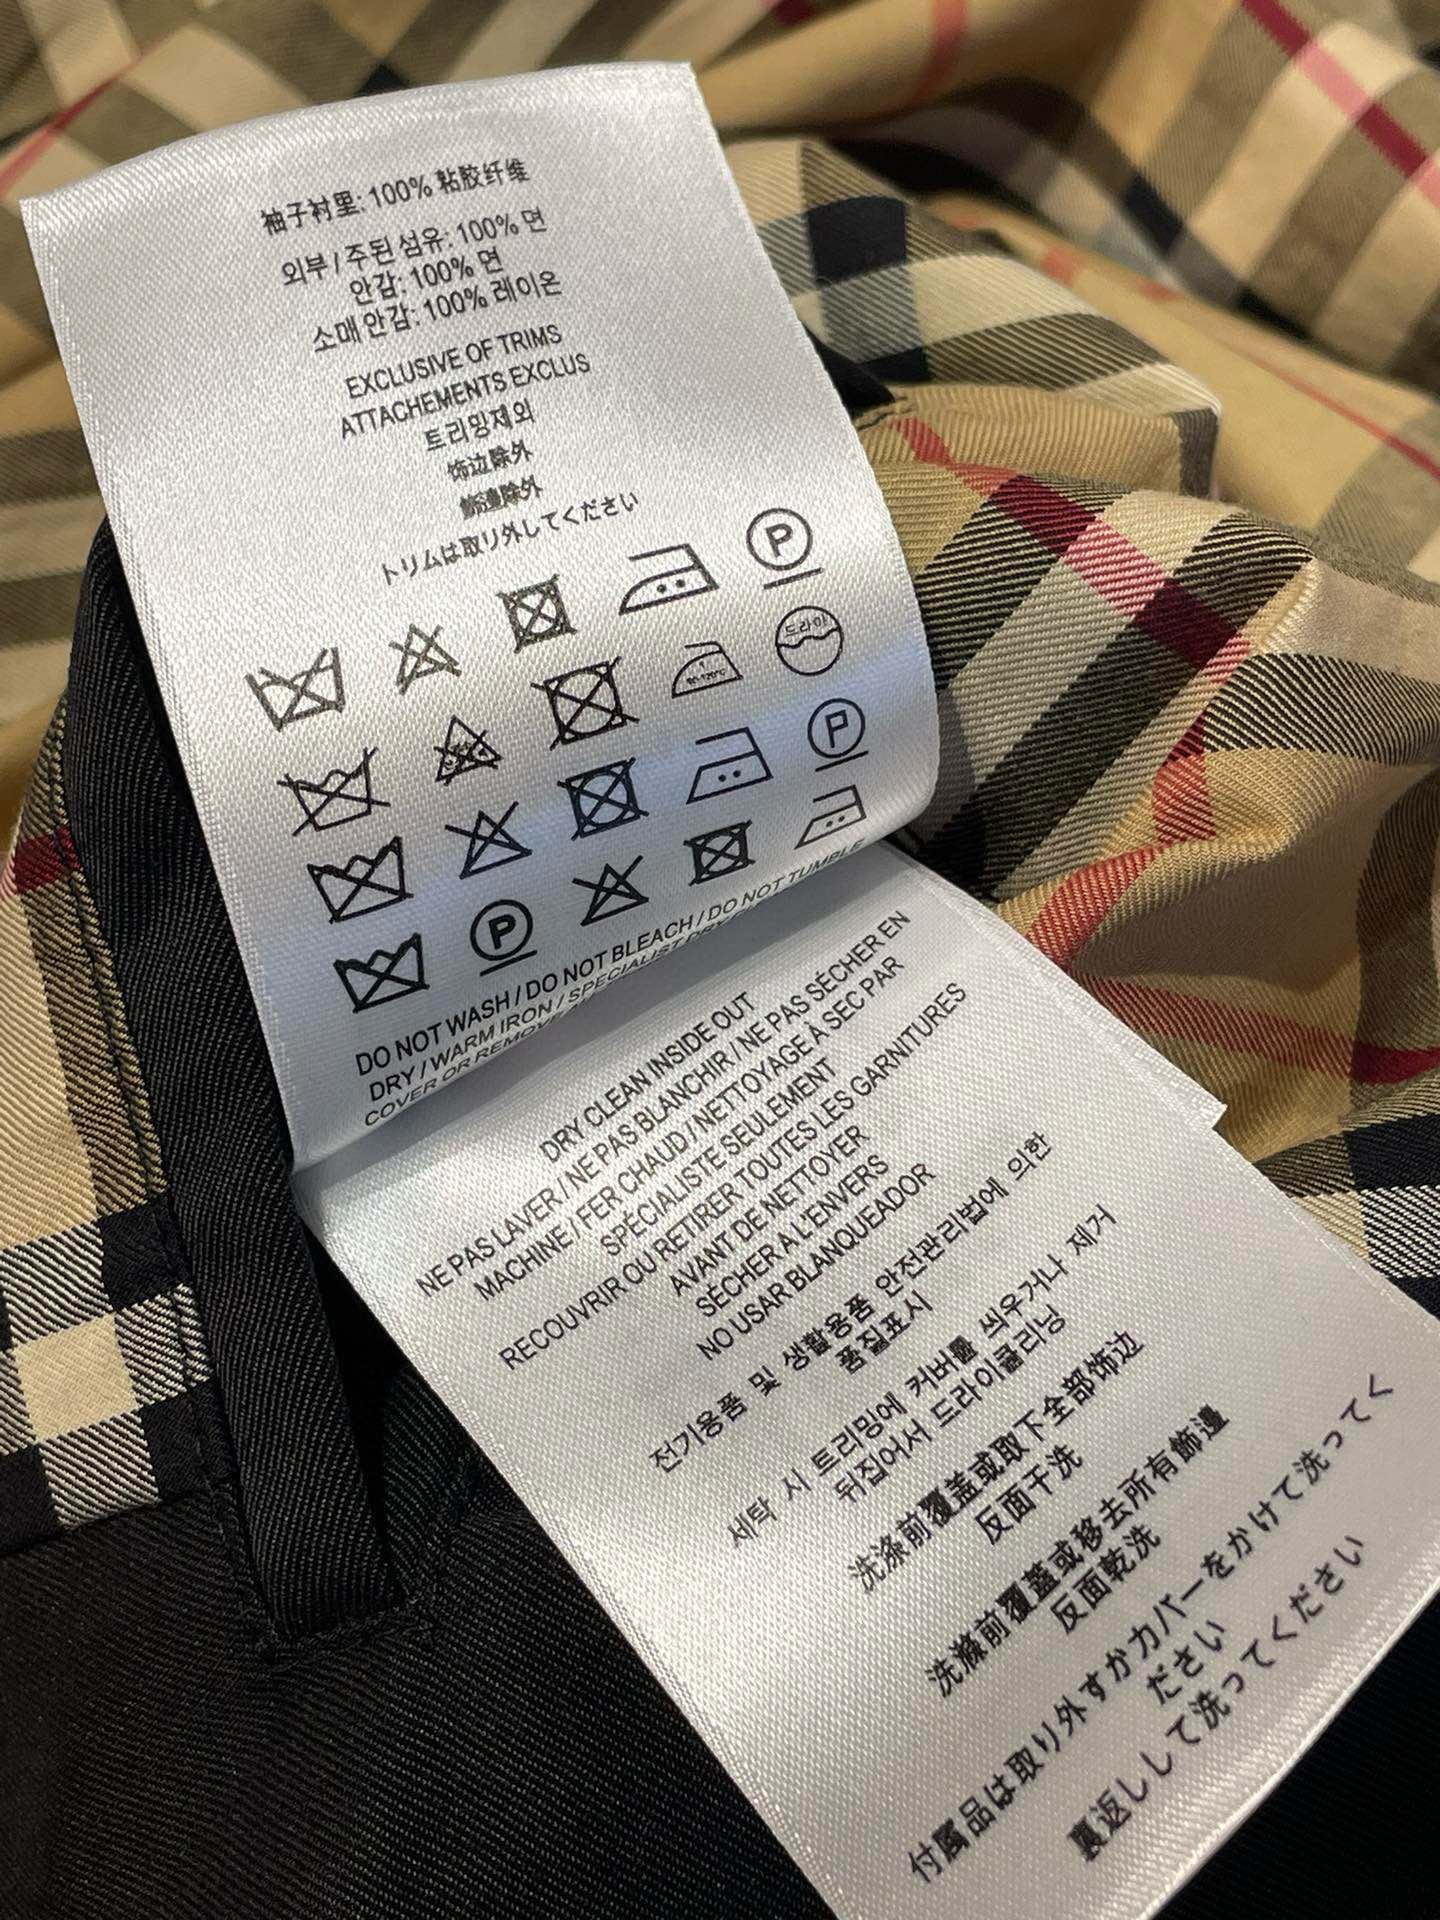 袖子衬里: 100% 粘胶纤维
외부 / 주된 섬유: 100% 면
안감: 100% 면
소매안감: 100% 레이온
EXCLUSIVE OF TRIMS
ATTACHEMENTS EXCLUS
트리밍제외
饰边除外
飾邊除外
トリムは取り外してください
P
드라이
P
P
DO NOT WASH / DO NOT BLEACH / DO NOT TUMBLE
DRY / WARM IRON / SPECIALIST DRY
COVER OR REMOVE
DRY CLEAN INSIDE OUT
NE PAS LAVER / NE PAS BLANCHIR / NE PAS SÉCHER EN
MACHINE / FER CHAUD / NETTOYAGE À SEC PAR
SPÉCIALISTE SEULEMENT
RECOUVRIR OU RETIRER TOUTES LES GARNITURES
AVANT DE NETTOYER
SÉCHER A L'ENVERS
NO USAR BLANQUEADOR
전기용품 및 생활용품 안전관리법에 의한
품질표시
세탁 시 트리밍에 커버를 씌우거나 제거
뒤집어서 드라이클리닝
洗涤前覆盖或取下全部饰边
反面干洗
洗滌前覆蓋或移去所有飾邊
反面乾洗
付属品は取り外すかカバーをかけて洗ってく
ださい
裏返しして洗ってください